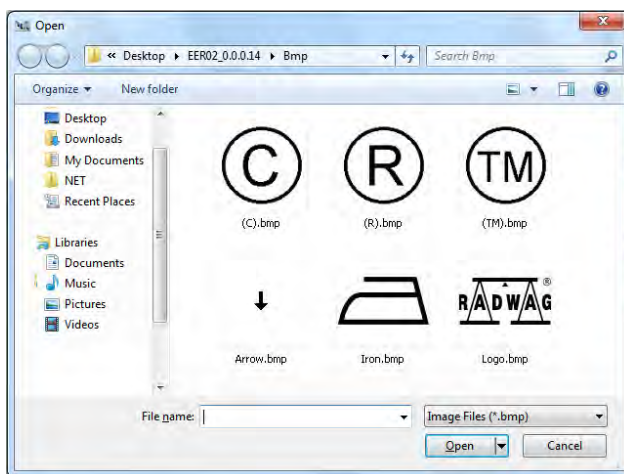 Open
« Desktop ▸ EER02_0.0.0.14 ▸ Bmp
Search Bmp
Organize
New folder
Desktop
Downloads
My Documents
NET
Recent Places
Libraries
Documents
Music
Pictures
Videos
C
R
TM
(C).bmp
(R).bmp
(TM).bmp
RADWAG®
Arrow.bmp
Iron.bmp
Logo.bmp
File name:
Image Files (*.bmp)
Open
Cancel